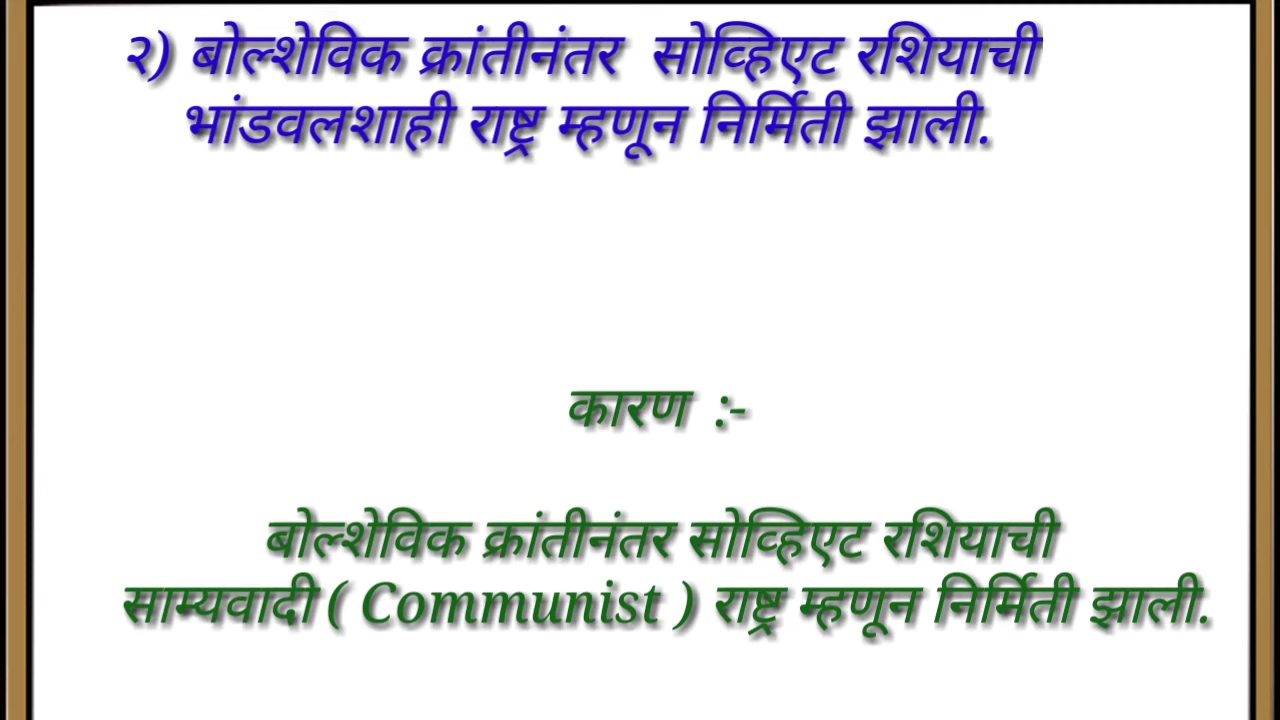 २) बोल्शेविक क्रांतीनंतर सोव्हिएट रशियाची
भांडवलशाही राष्ट्र म्हणून निर्मिती झाली.
कारण :-
बोल्शेविक क्रांतीनंतर सोव्हिएट रशियाची
साम्यवादी ( Communist ) राष्ट्र म्हणून निर्मिती झाली.